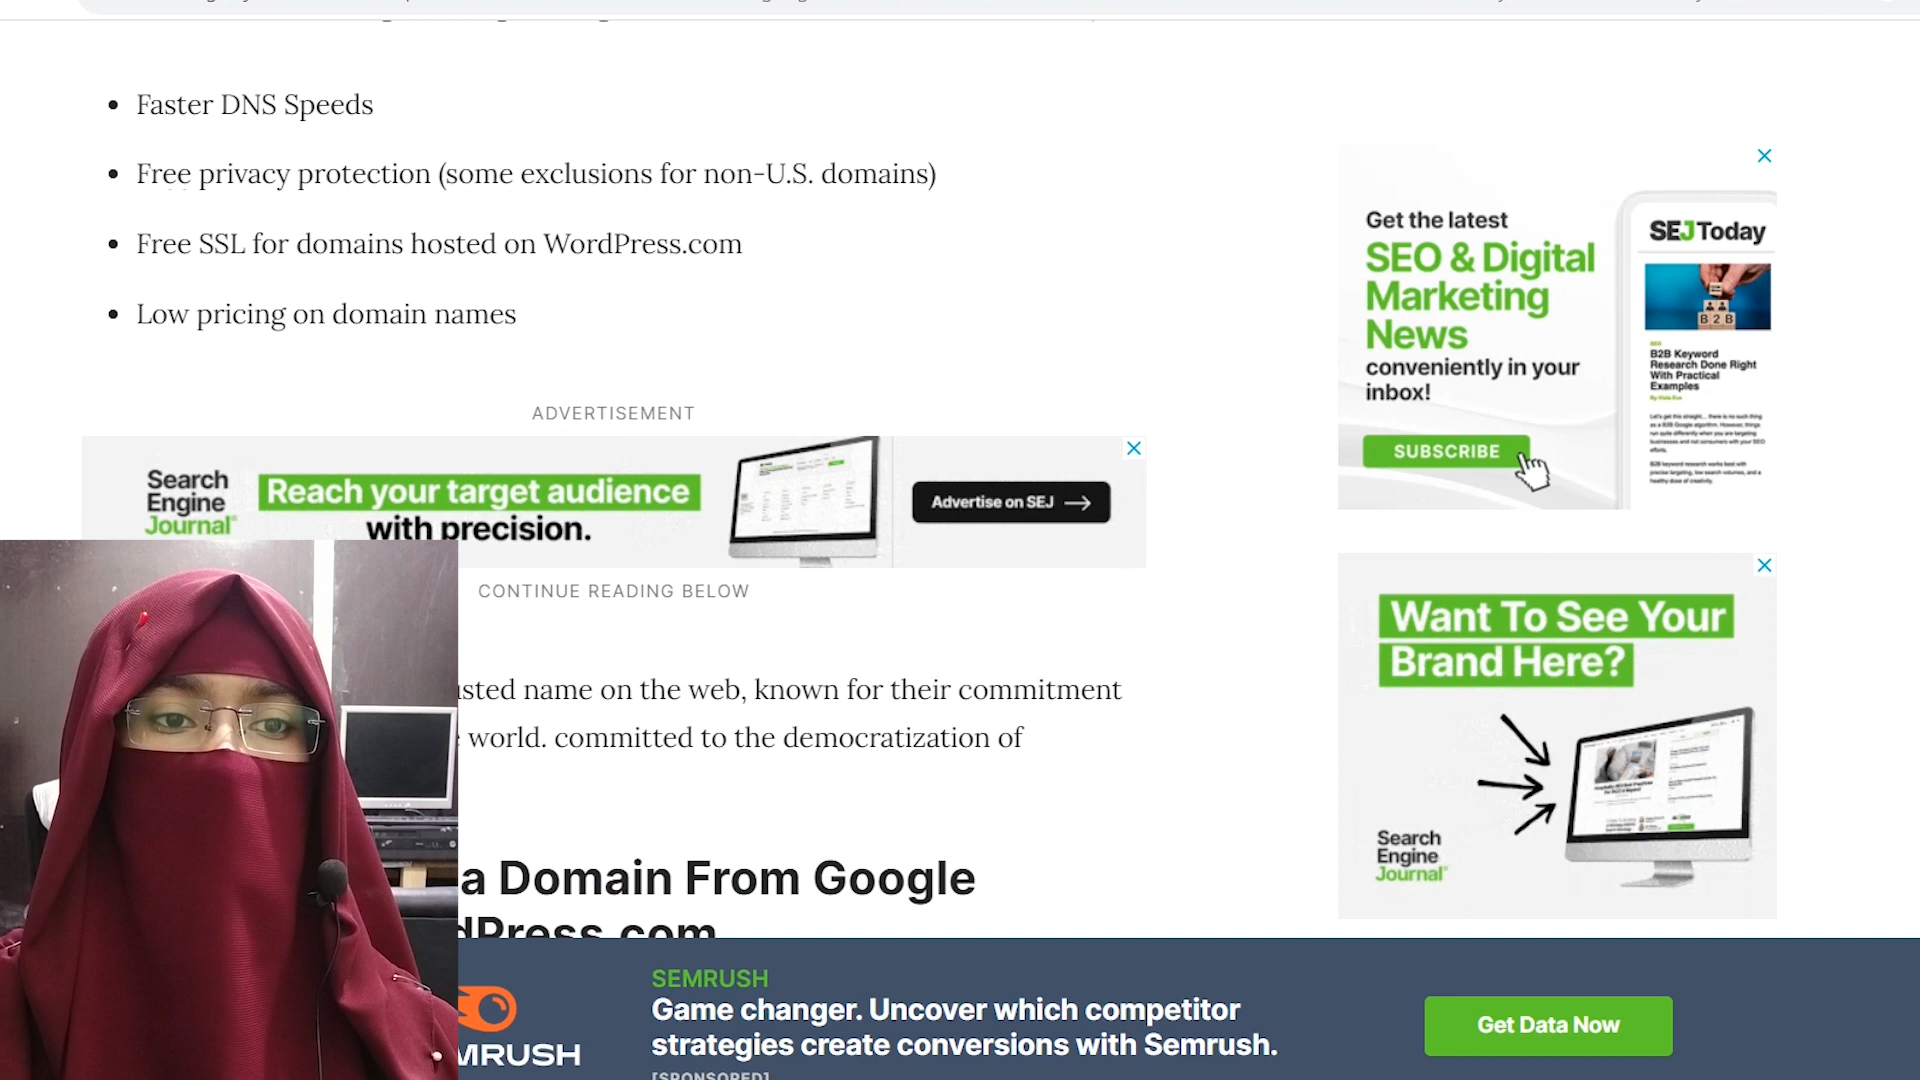 Faster DNS Speeds
Free privacy protection (some exclusions for non-U.S. domains)
Free SSL for domains hosted on WordPress.com
Low pricing on domain names
ADVERTISEMENT
Search
Engine
Journal
Reach your target audience
with precision.
Advertise on SEJ
CONTINUE READING BELOW
usted name on the web, known for their commitment
world. committed to the democratization of
a Domain From Google
dPress.com
Get the latest
SEO & Digital
Marketing
News
conveniently in your
inbox!
SUBSCRIBE
SEJ Today
B2B
SEO
B2B Keyword
Research Done Right
With Practical
Examples
Want To See Your
Brand Here?
Search
Engine
Journal
MRUSH
SEMRUSH
Game changer. Uncover which competitor
strategies create conversions with Semrush.
[SPONSORED]
Get Data Now